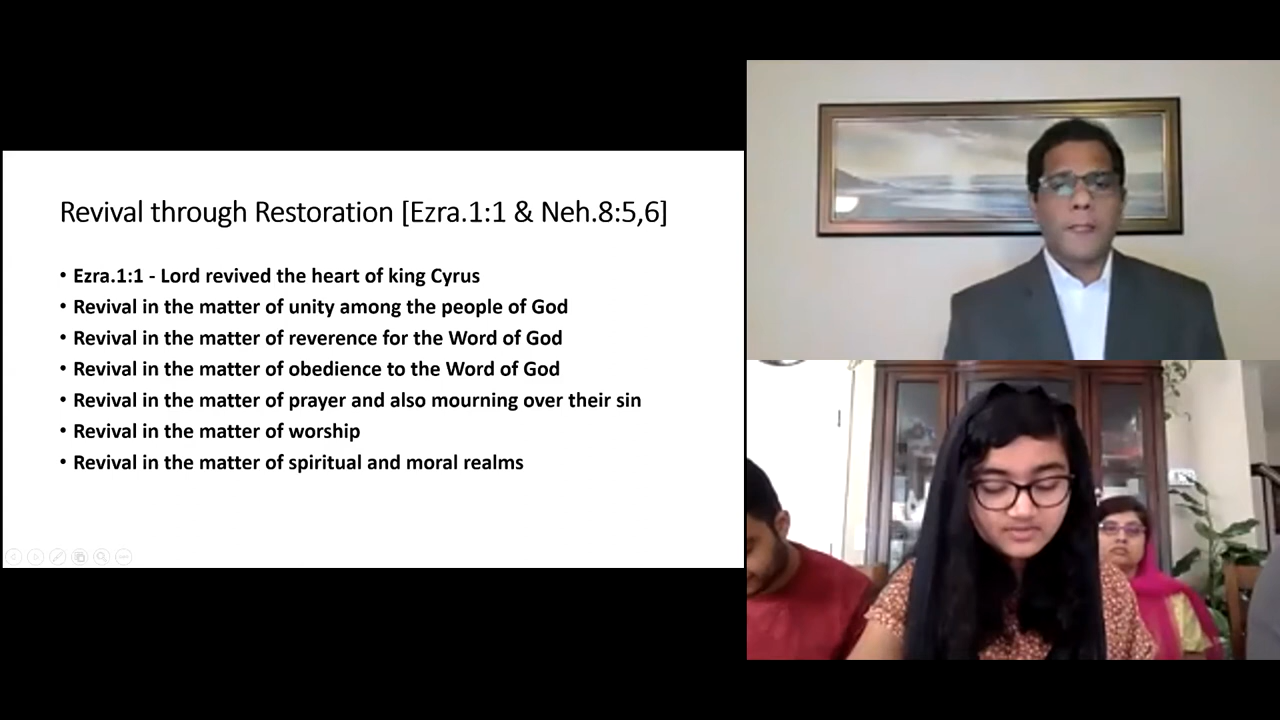 Revival through Restoration [Ezra.1:1 & Neh.8:5,6]
• Ezra.1:1 - Lord revived the heart of king Cyrus
• Revival in the matter of unity among the people of God
• Revival in the matter of reverence for the Word of God
• Revival in the matter of obedience to the Word of God
• Revival in the matter of prayer and also mourning over their sin
• Revival in the matter of worship
• Revival in the matter of spiritual and moral realms